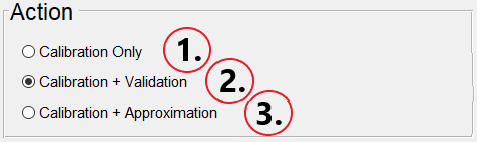 Action
Calibration Only 1.
Calibration + Validation 2.
Calibration + Approximation 3.